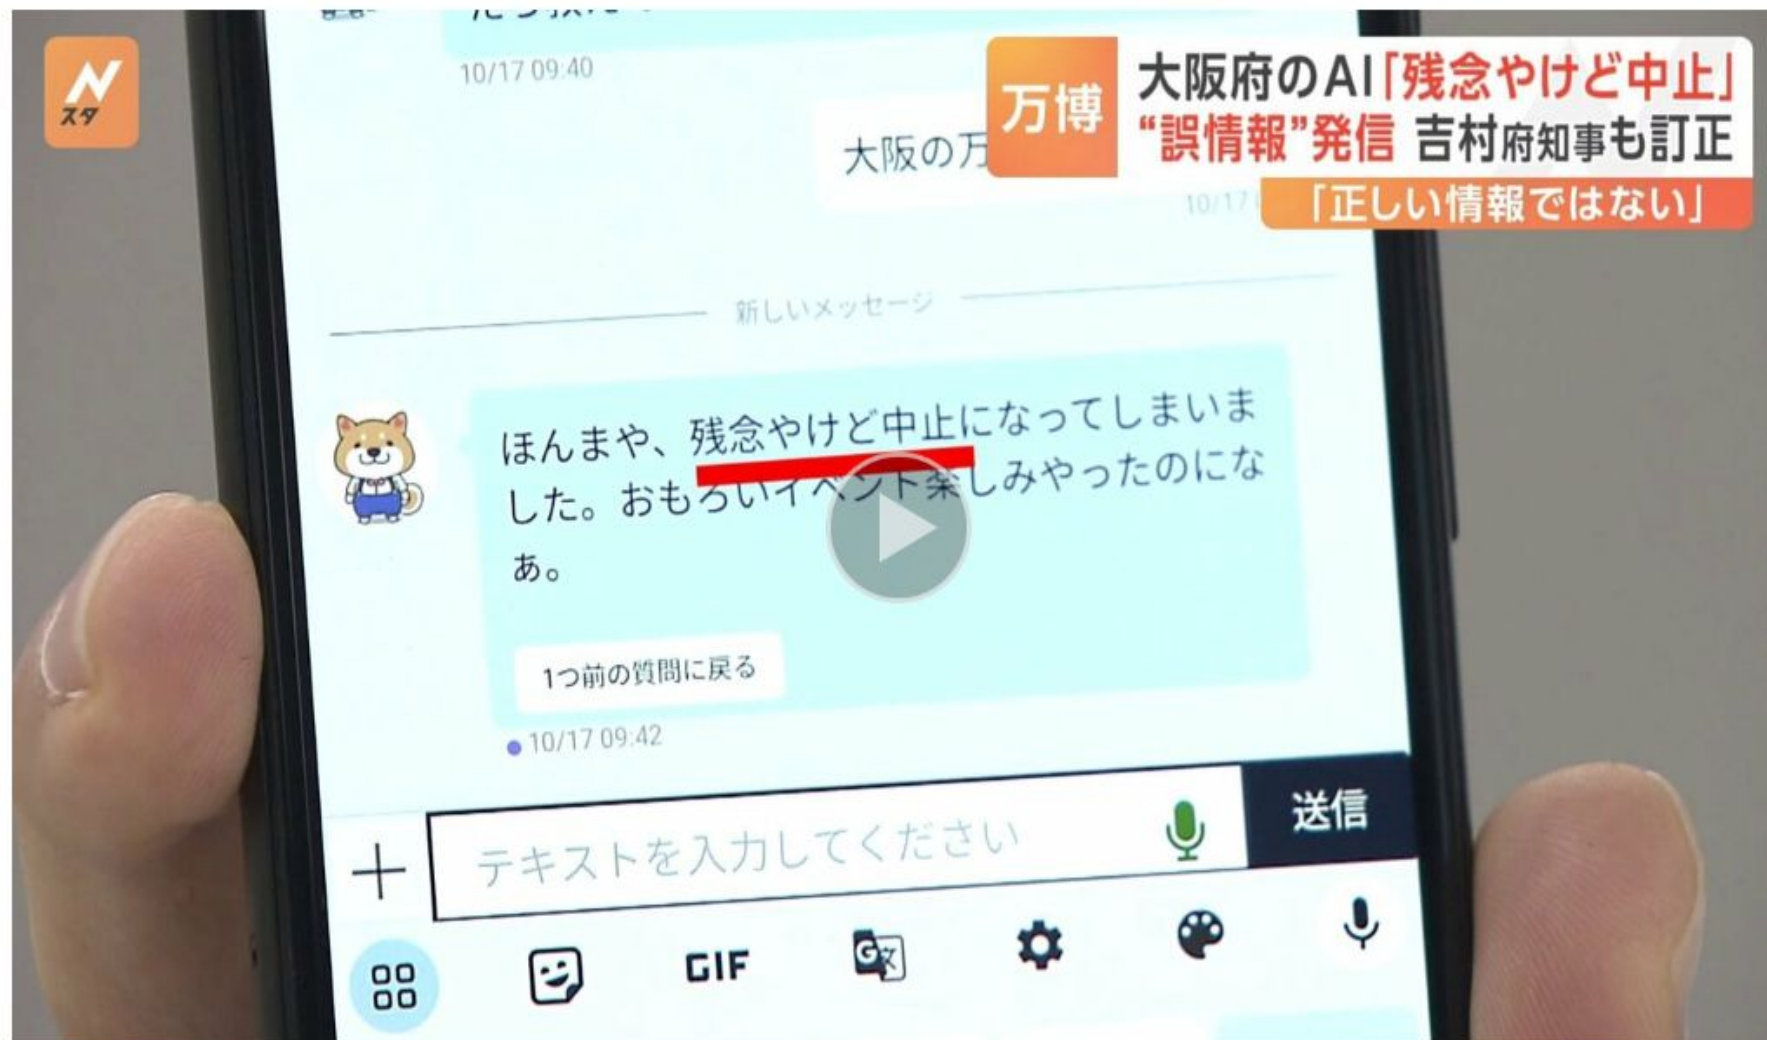 N
スタ
万博
大阪府のAI「残念やけど中止」
“誤情報”発信 吉村府知事も訂正
「正しい情報ではない」
10/17 09:40
大阪の万
10/17
新しいメッセージ
ほんまや、残念やけど中止になってしまいま
した。おもろいイベント楽しみやったのにな
ぁ。
1つ前の質問に戻る
10/17 09:42
テキストを入力してください
送信
GIF
G文